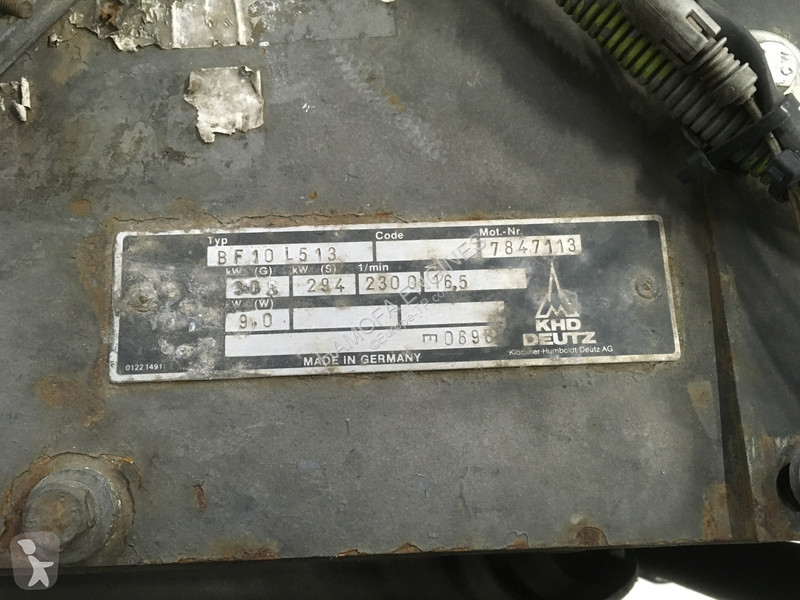 Typ Code Mot.-Nr.
BF10L513 7847113
kW (G) kW (S) 1/min
294 2300 16,5
kW (W)
9,0
E 0698
MADE IN GERMANY
0122 1491
KHD
DEUTZ
Klöckner-Humboldt-Deutz AG